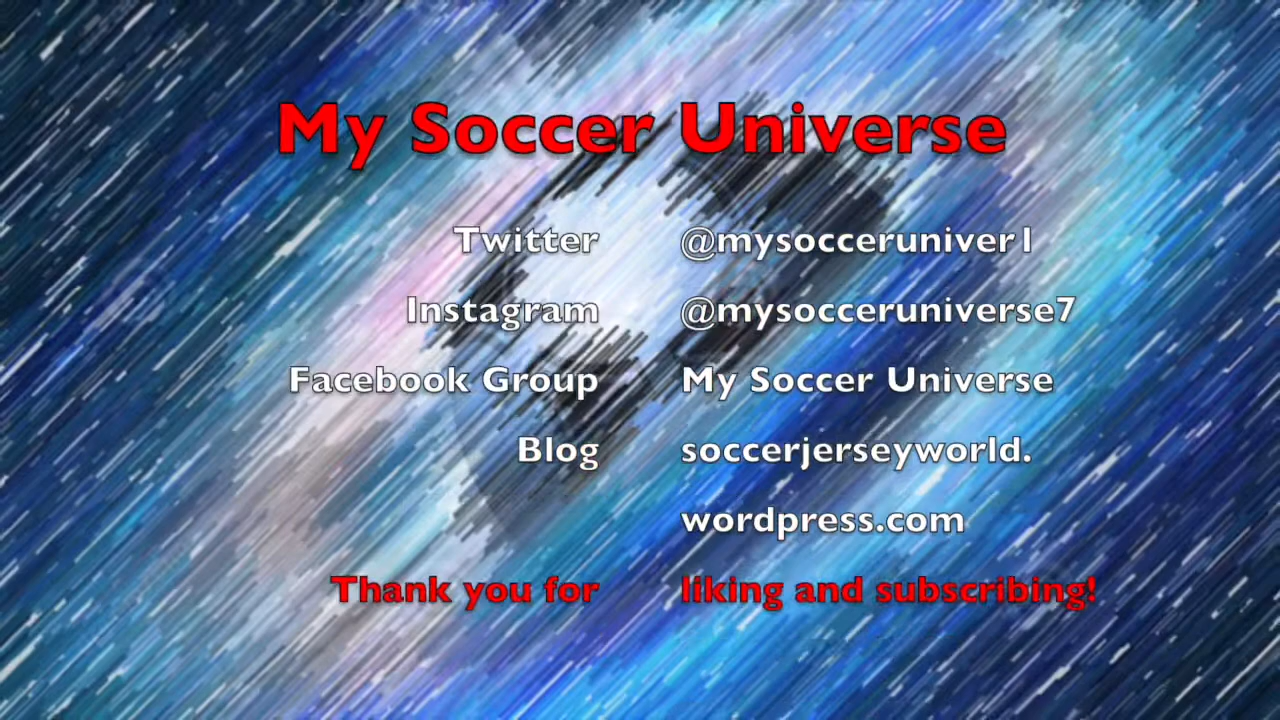 My Soccer Universe
Twitter @mysocceruniver1
Instagram @mysocceruniverse7
Facebook Group My Soccer Universe
Blog soccerjerseyworld.
wordpress.com
Thank you for liking and subscribing!